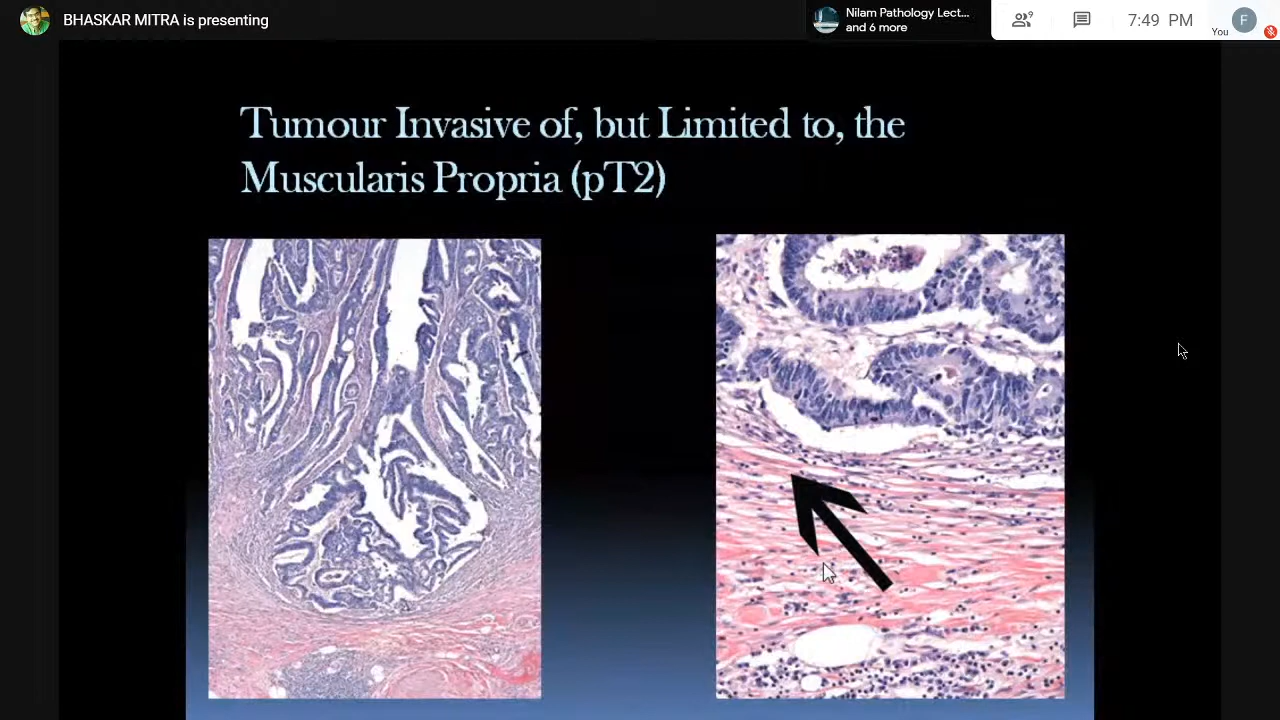 BHASKAR MITRA is presenting
Nilam Pathology Lect...
and 6 more
9
7:49 PM
You
F
Tumour Invasive of, but Limited to, the
Muscularis Propria (pT2)